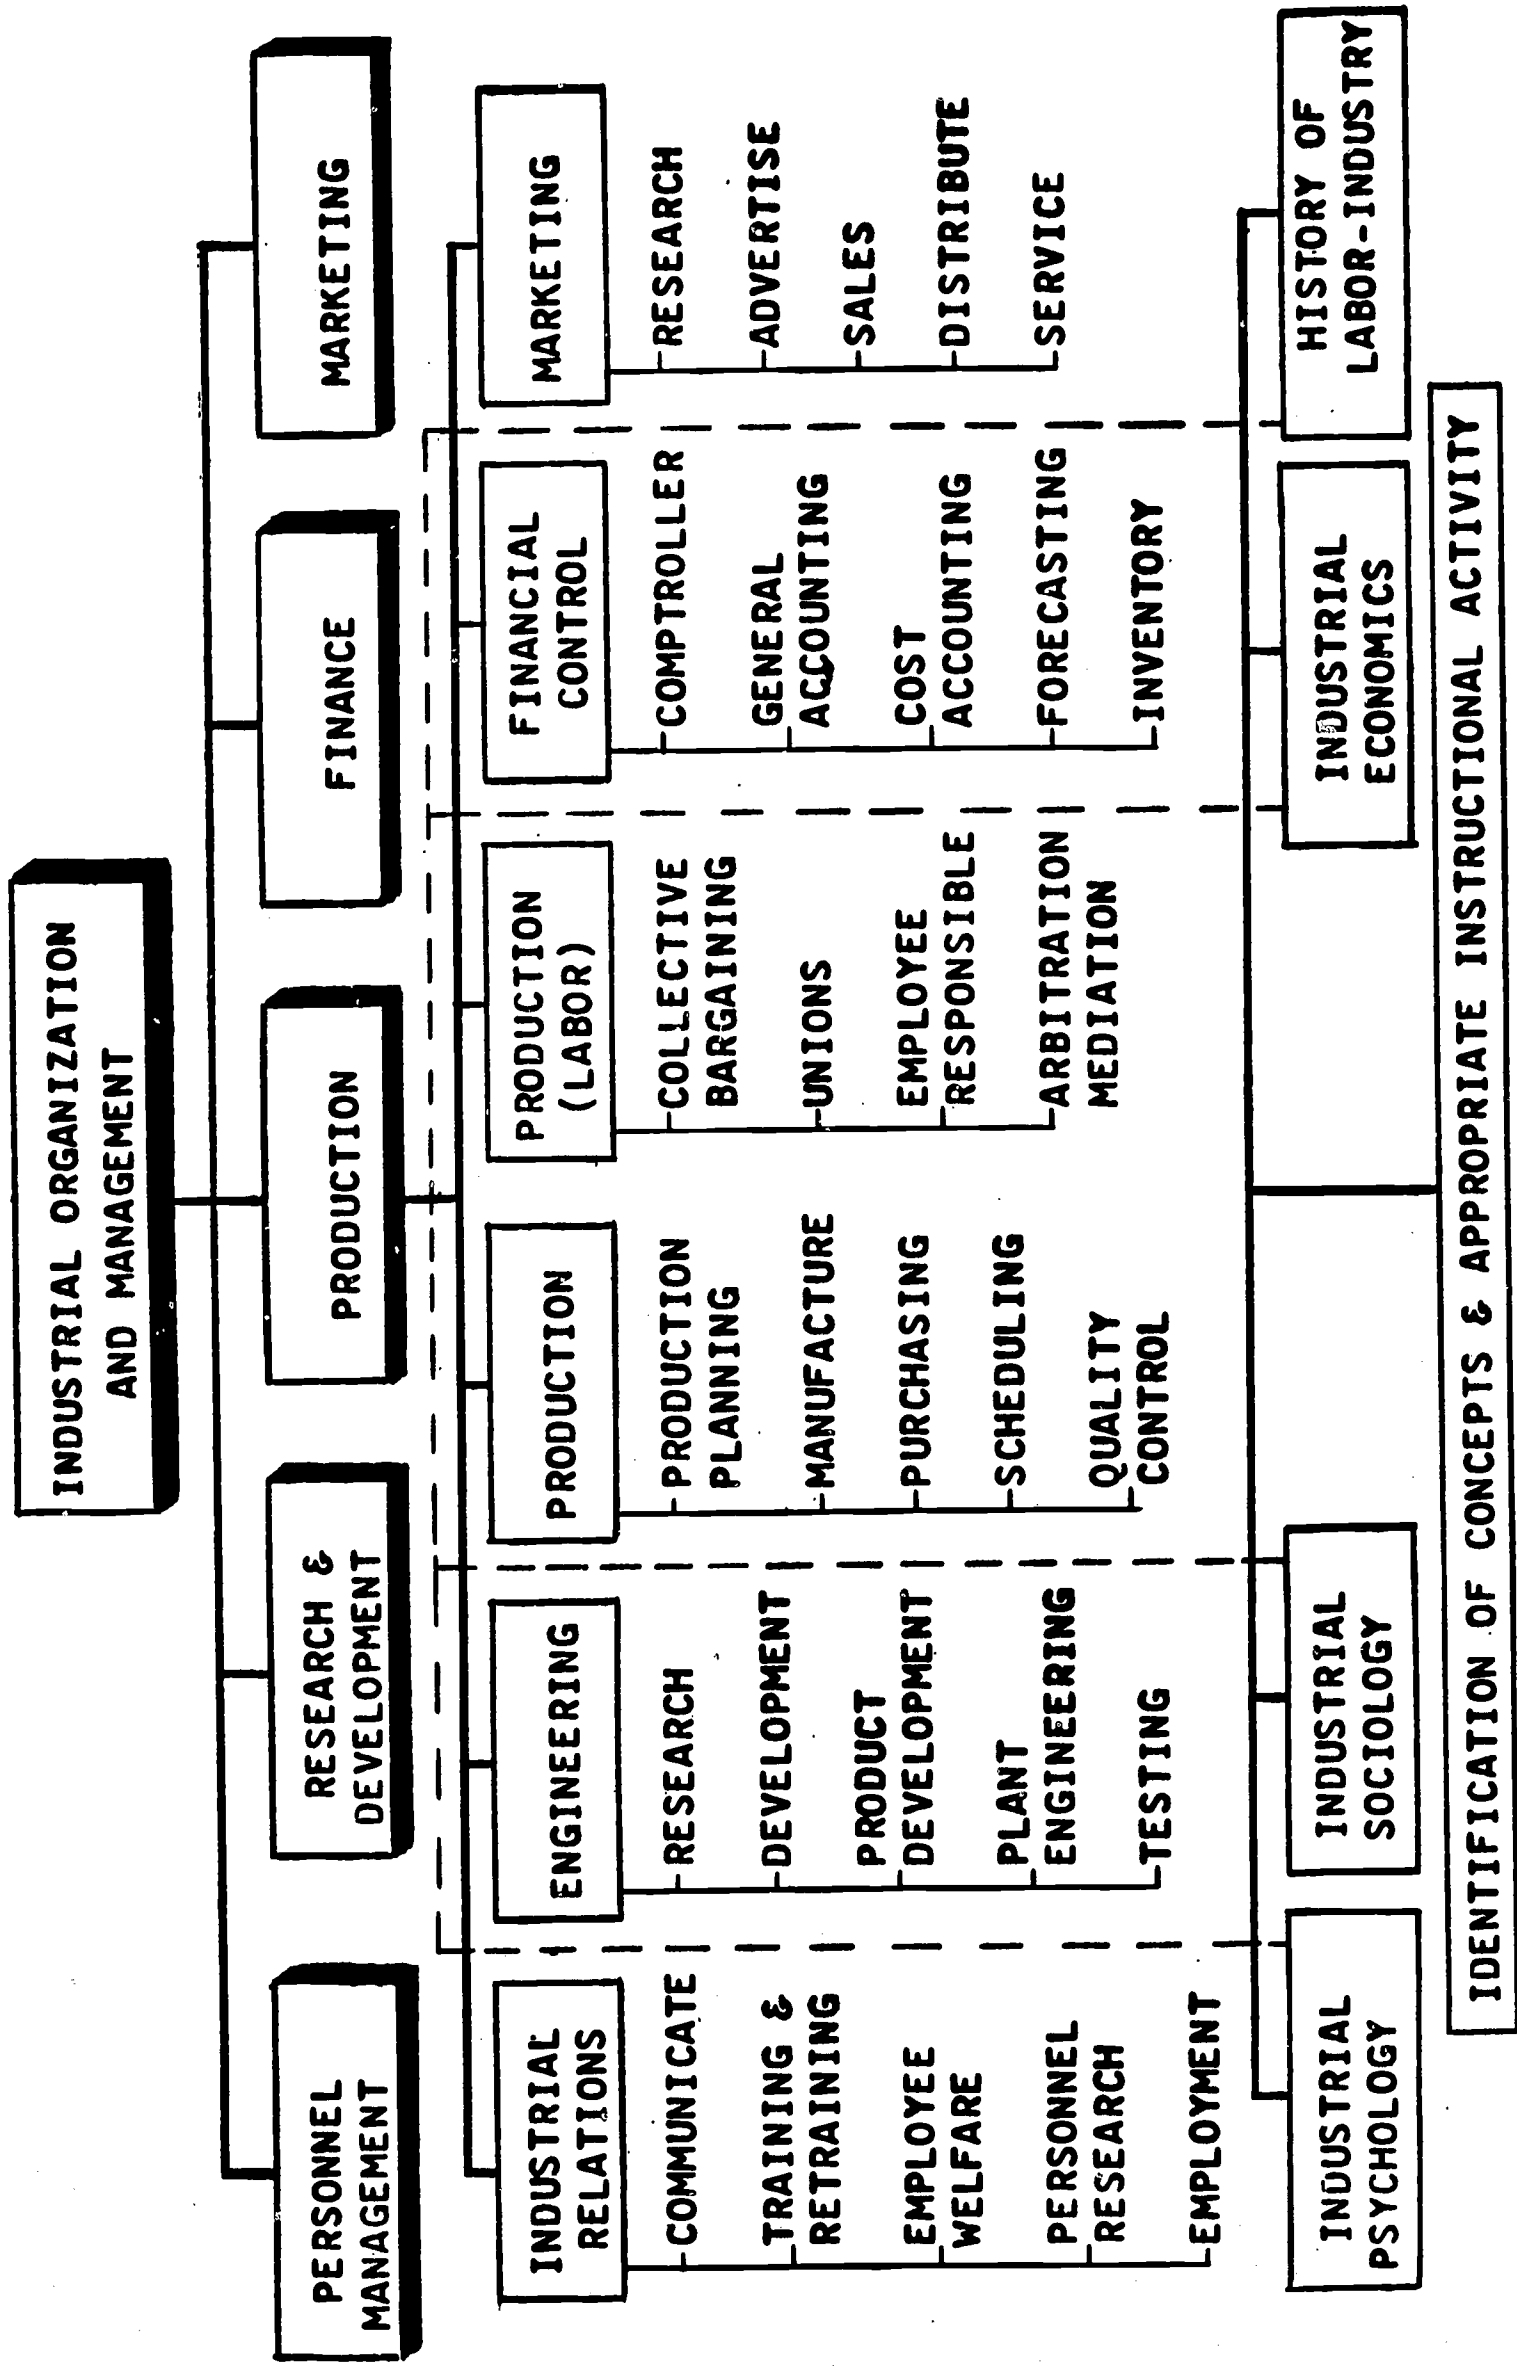 INDUSTRIAL ORGANIZATION
AND MANAGEMENT
PERSONNEL
MANAGEMENT
RESEARCH &
DEVELOPMENT
PRODUCTION
FINANCE
MARKETING
INDUSTRIAL
RELATIONS
COMMUNICATE
TRAINING &
RETRAINING
EMPLOYEE
WELFARE
PERSONNEL
RESEARCH
EMPLOYMENT
ENGINEERING
RESEARCH
DEVELOPMENT
PRODUCT
DEVELOPMENT
PLANT
ENGINEERING
TESTING
PRODUCTION
PRODUCTION
PLANNING
MANUFACTURE
PURCHASING
SCHEDULING
QUALITY
CONTROL
PRODUCTION
(LABOR)
COLLECTIVE
BARGAINING
UNIONS
EMPLOYEE
RESPONSIBLE
ARBITRATION
MEDIATION
FINANCIAL
CONTROL
COMPTROLLER
GENERAL
ACCOUNTING
COST
ACCOUNTING
FORECASTING
INVENTORY
MARKETING
RESEARCH
ADVERTISE
SALES
DISTRIBUTE
SERVICE
INDUSTRIAL
PSYCHOLOGY
INDUSTRIAL
SOCIOLOGY
INDUSTRIAL
ECONOMICS
HISTORY OF
LABOR-INDUSTRY
IDENTIFICATION OF CONCEPTS & APPROPRIATE INSTRUCTIONAL ACTIVITY